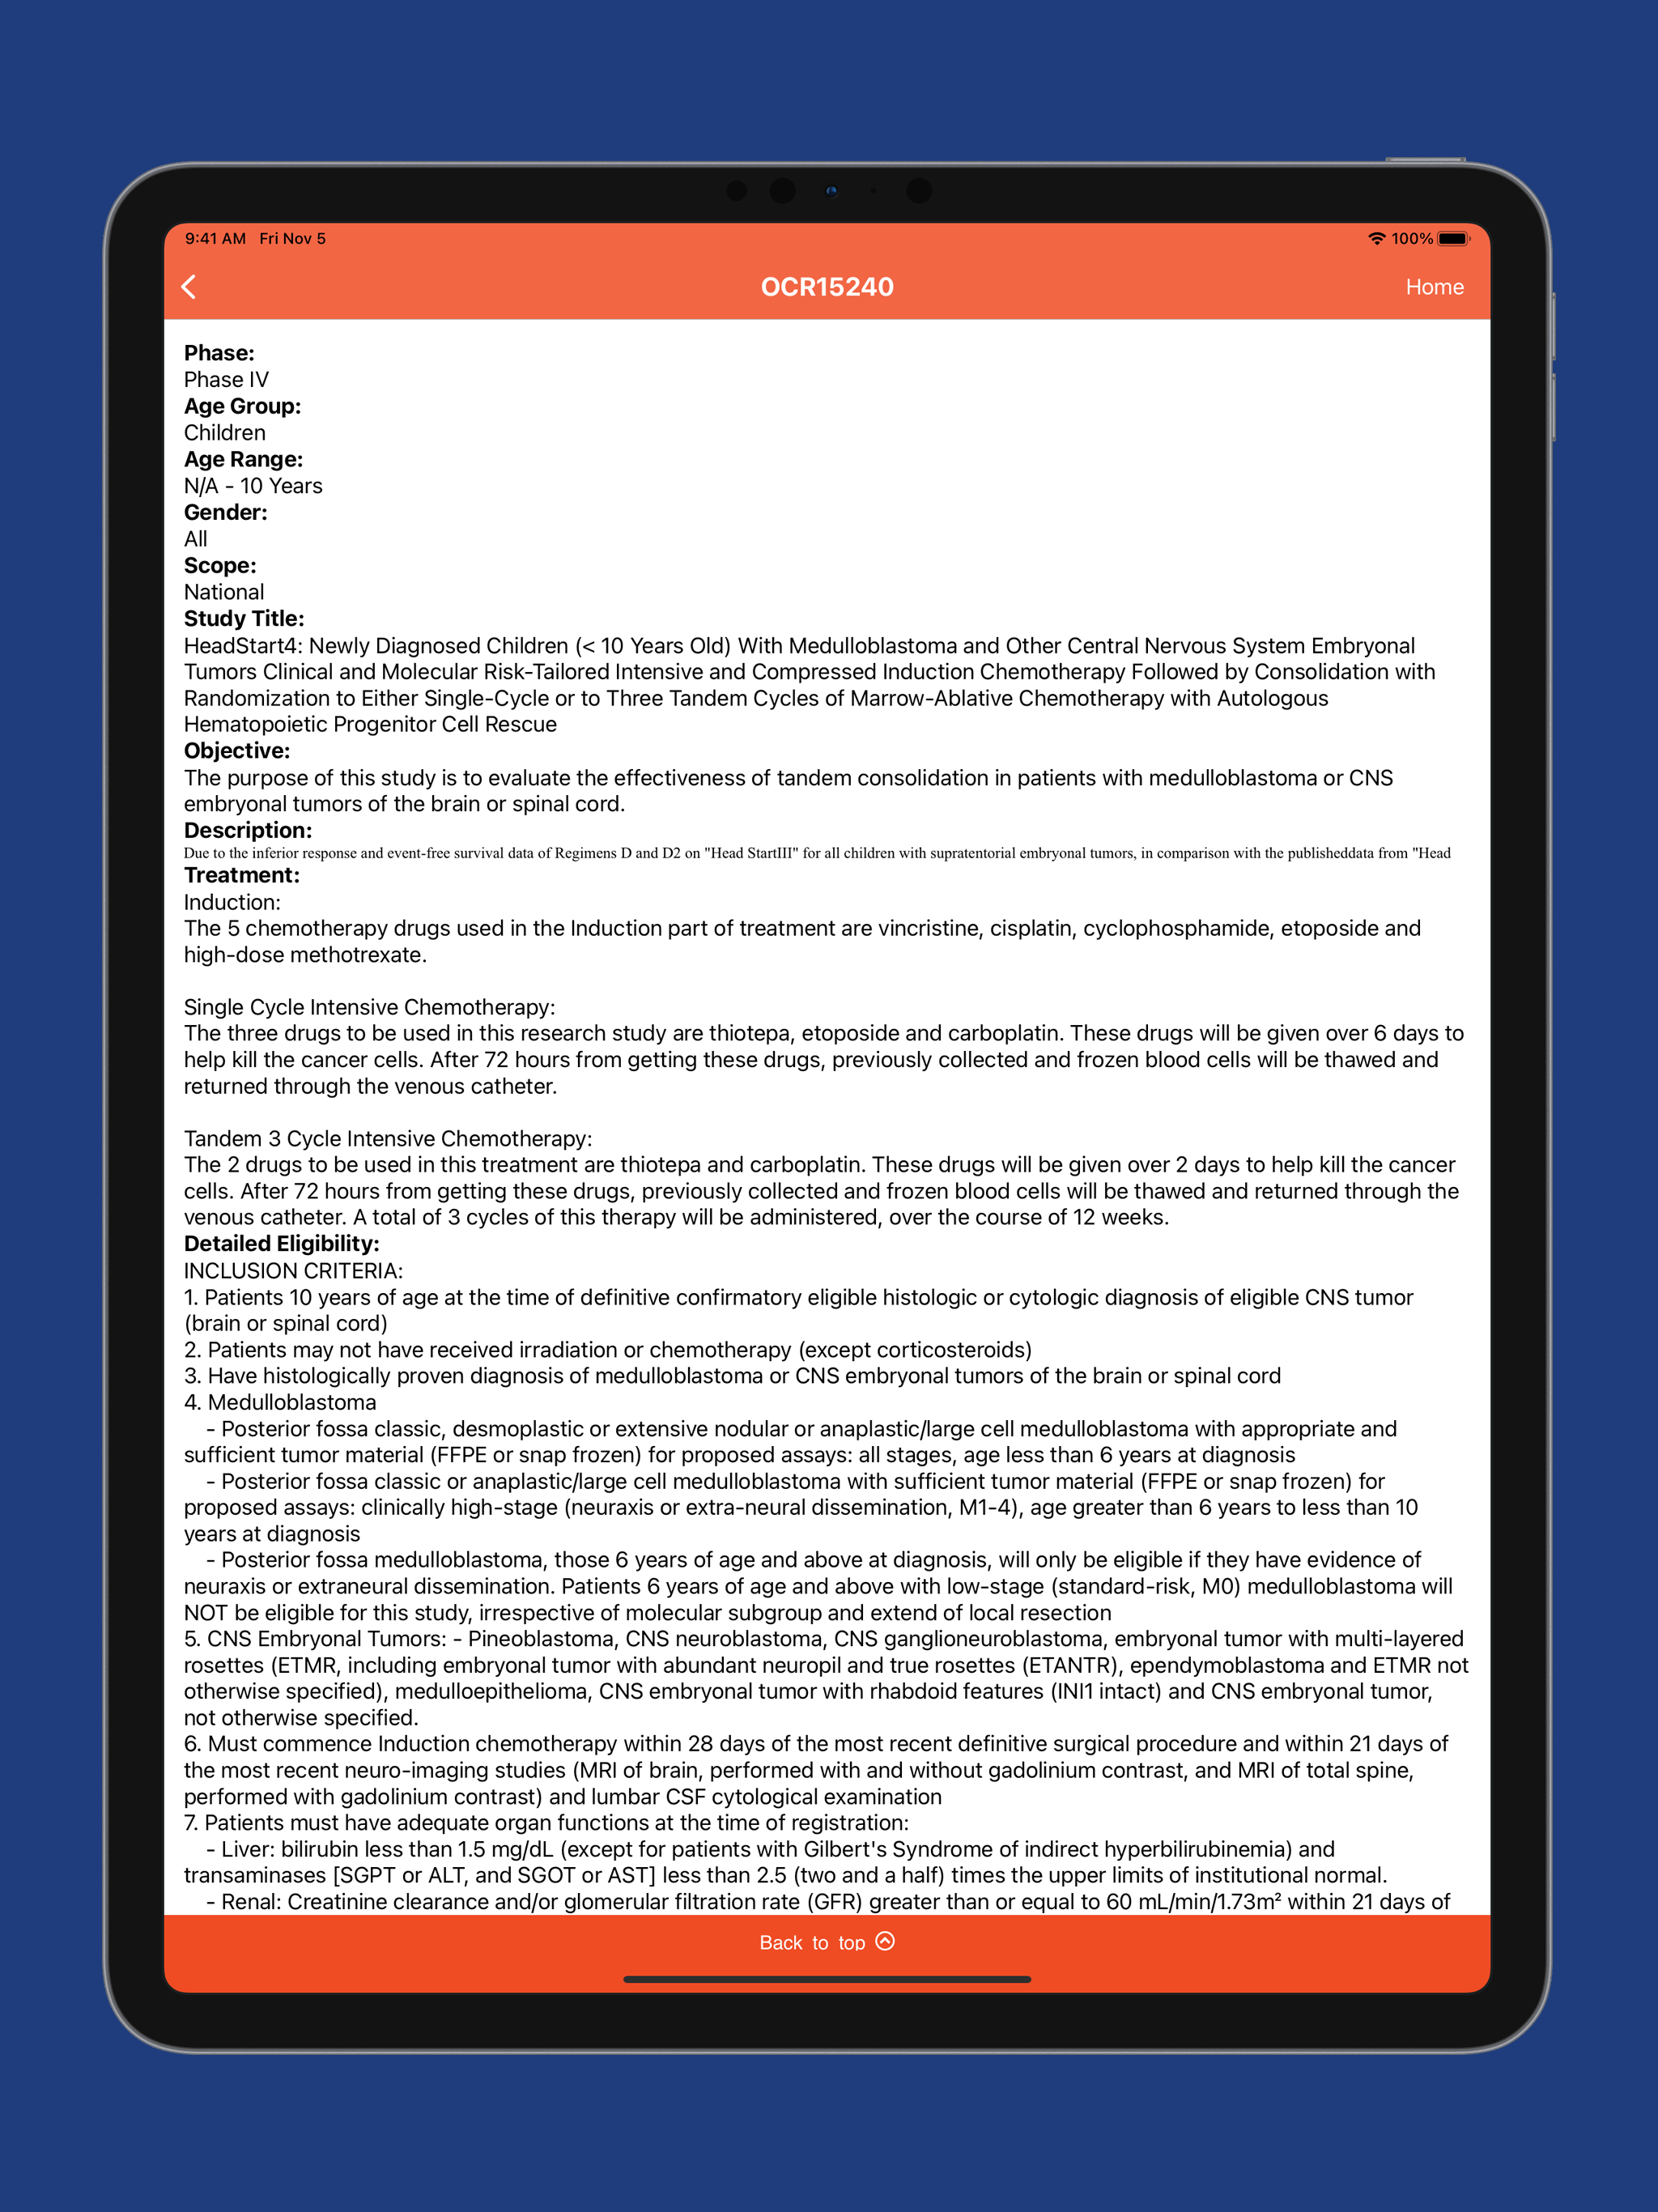 9:41 AM Fri Nov 5 100%
OCR15240 Home
Phase:
Phase IV
Age Group:
Children
Age Range:
N/A - 10 Years
Gender:
All
Scope:
National
Study Title:
HeadStart4: Newly Diagnosed Children (< 10 Years Old) With Medulloblastoma and Other Central Nervous System Embryonal
Tumors Clinical and Molecular Risk-Tailored Intensive and Compressed Induction Chemotherapy Followed by Consolidation with
Randomization to Either Single-Cycle or to Three Tandem Cycles of Marrow-Ablative Chemotherapy with Autologous
Hematopoietic Progenitor Cell Rescue
Objective:
The purpose of this study is to evaluate the effectiveness of tandem consolidation in patients with medulloblastoma or CNS
embryonal tumors of the brain or spinal cord.
Description:
Due to the inferior response and event-free survival data of Regimens D and D2 on "Head StartIII" for all children with supratentorial embryonal tumors, in comparison with the publisheddata from "Head
Treatment:
Induction:
The 5 chemotherapy drugs used in the Induction part of treatment are vincristine, cisplatin, cyclophosphamide, etoposide and
high-dose methotrexate.
Single Cycle Intensive Chemotherapy:
The three drugs to be used in this research study are thiotepa, etoposide and carboplatin. These drugs will be given over 6 days to
help kill the cancer cells. After 72 hours from getting these drugs, previously collected and frozen blood cells will be thawed and
returned through the venous catheter.
Tandem 3 Cycle Intensive Chemotherapy:
The 2 drugs to be used in this treatment are thiotepa and carboplatin. These drugs will be given over 2 days to help kill the cancer
cells. After 72 hours from getting these drugs, previously collected and frozen blood cells will be thawed and returned through the
venous catheter. A total of 3 cycles of this therapy will be administered, over the course of 12 weeks.
Detailed Eligibility:
INCLUSION CRITERIA:
1. Patients 10 years of age at the time of definitive confirmatory eligible histologic or cytologic diagnosis of eligible CNS tumor
(brain or spinal cord)
2. Patients may not have received irradiation or chemotherapy (except corticosteroids)
3. Have histologically proven diagnosis of medulloblastoma or CNS embryonal tumors of the brain or spinal cord
4. Medulloblastoma
- Posterior fossa classic, desmoplastic or extensive nodular or anaplastic/large cell medulloblastoma with appropriate and
sufficient tumor material (FFPE or snap frozen) for proposed assays: all stages, age less than 6 years at diagnosis
- Posterior fossa classic or anaplastic/large cell medulloblastoma with sufficient tumor material (FFPE or snap frozen) for
proposed assays: clinically high-stage (neuraxis or extra-neural dissemination, M1-4), age greater than 6 years to less than 10
years at diagnosis
- Posterior fossa medulloblastoma, those 6 years of age and above at diagnosis, will only be eligible if they have evidence of
neuraxis or extraneural dissemination. Patients 6 years of age and above with low-stage (standard-risk, M0) medulloblastoma will
NOT be eligible for this study, irrespective of molecular subgroup and extend of local resection
5. CNS Embryonal Tumors: - Pineoblastoma, CNS neuroblastoma, CNS ganglioneuroblastoma, embryonal tumor with multi-layered
rosettes (ETMR, including embryonal tumor with abundant neuropil and true rosettes (ETANTR), ependymoblastoma and ETMR not
otherwise specified), medulloepithelioma, CNS embryonal tumor with rhabdoid features (INI1 intact) and CNS embryonal tumor,
not otherwise specified.
6. Must commence Induction chemotherapy within 28 days of the most recent definitive surgical procedure and within 21 days of
the most recent neuro-imaging studies (MRI of brain, performed with and without gadolinium contrast, and MRI of total spine,
performed with gadolinium contrast) and lumbar CSF cytological examination
7. Patients must have adequate organ functions at the time of registration:
- Liver: bilirubin less than 1.5 mg/dL (except for patients with Gilbert's Syndrome of indirect hyperbilirubinemia) and
transaminases [SGPT or ALT, and SGOT or AST] less than 2.5 (two and a half) times the upper limits of institutional normal.
- Renal: Creatinine clearance and/or glomerular filtration rate (GFR) greater than or equal to 60 mL/min/1.73m² within 21 days of
Back to top